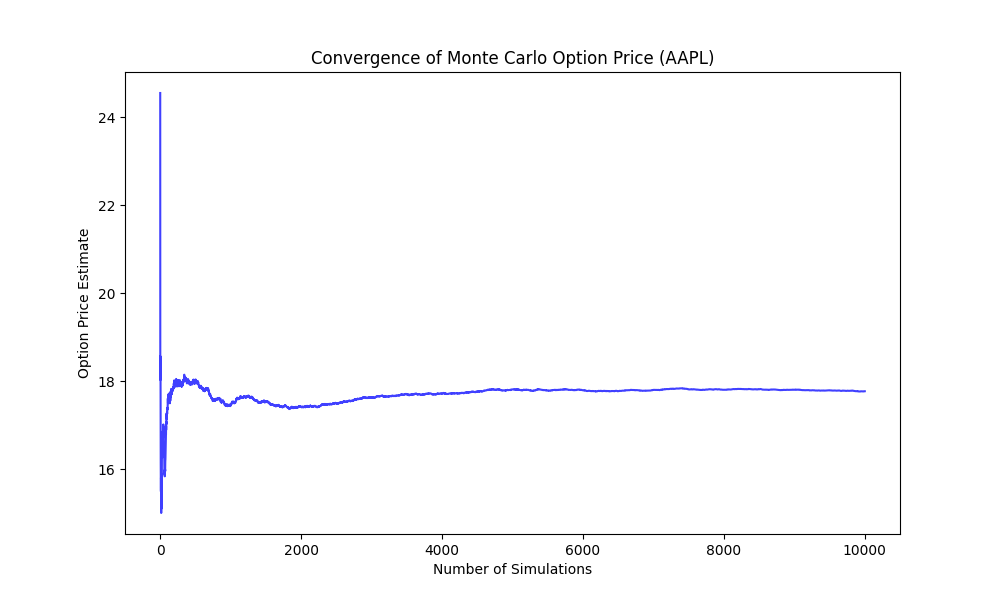 Convergence of Monte Carlo Option Price (AAPL)
24
22
20
18
16
Option Price Estimate
0 2000 4000 6000 8000 10000
Number of Simulations